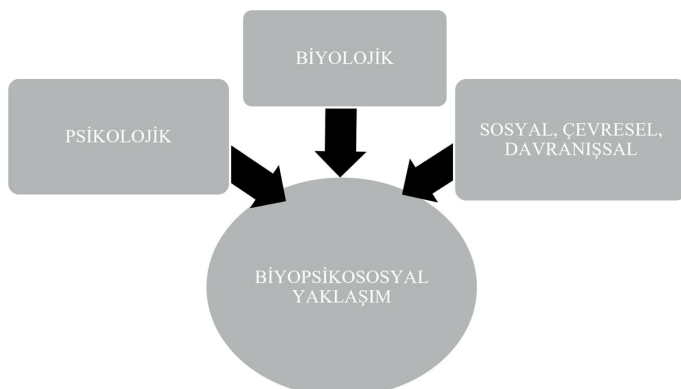 BİYOLOJİK
PSİKOLOJİK
SOSYAL, ÇEVRESEL,
DAVRANIŞSAL
BİYOPSİKOSOSYAL
YAKLAŞIM